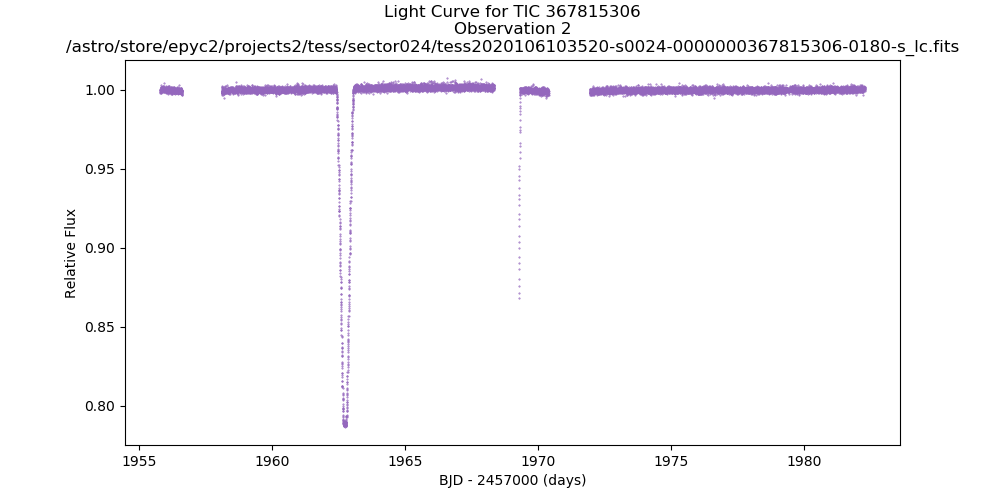 Light Curve for TIC 367815306
Observation 2
/astro/store/epyc2/projects2/tess/sector024/tess2020106103520-s0024-0000000367815306-0180-s_lc.fits
1.00
0.95
0.90
0.85
0.80
Relative Flux
1955 1960 1965 1970 1975 1980
BJD - 2457000 (days)